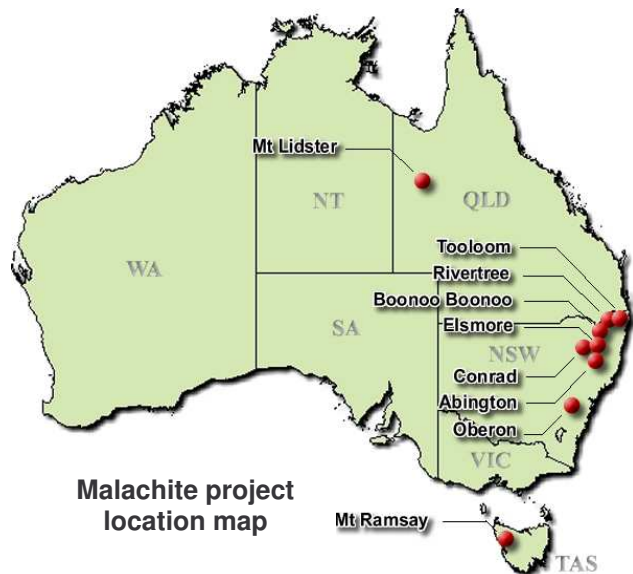 Mt Lidster
NT
QLD
WA
Tooloom
Rivertree
Boonoo Boonoo
Elsmore
SA
NSW
Conrad
Abington
Oberon
VIC
Malachite project
location map
Mt Ramsay
TAS